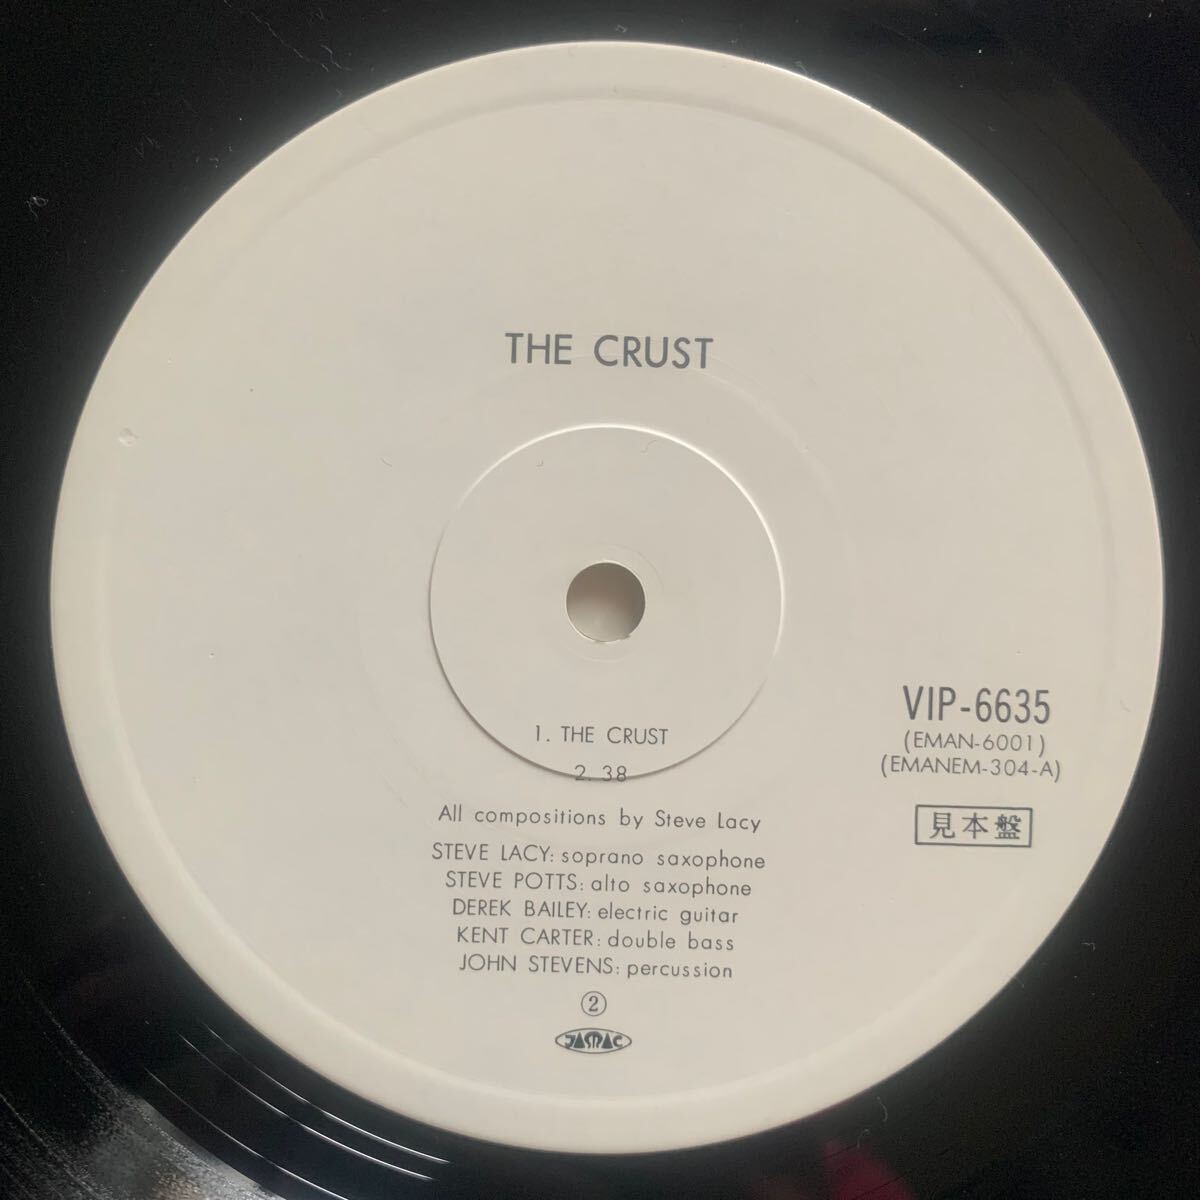 THE CRUST
1. THE CRUST
2. 38
All compositions by Steve Lacy
STEVE LACY: soprano saxophone
STEVE POTTS: alto saxophone
DEREK BAILEY: electric guitar
KENT CARTER: double bass
JOHN STEVENS: percussion
②
JASRAC
VIP-6635
(EMAN-6001)
(EMANEM-304-A)
見本盤